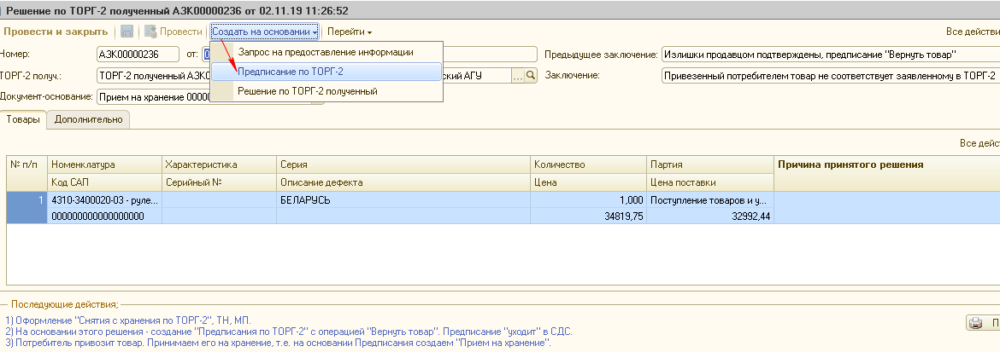 Решение по ТОРГ-2 полученный АЗК00000236 от 02.11.19 11:26:52
Провести и закрыть Провести Создать на основании Перейти Все действи
Номер: АЗК00000236 от: 0 Предыдущее заключение: Излишки продавцом подтверждены, предписание "Вернуть товар"
Запрос на предоставление информации
Предписание по ТОРГ-2
Решение по ТОРГ-2 полученный
ТОРГ-2 получ.: ТОРГ-2 полученный АЗК0 ский АГУ ... Заключение: Привезенный потребителем товар не соответствует заявленному в ТОРГ-2
Документ-основание: Прием на хранение 0000
Товары Дополнительно
Все дейст
№ п/п Номенклатура Характеристика Серия Количество Партия Причина принятого решения
Код САП Серийный № Описание дефекта Цена Цена поставки
1 4310-3400020-03 - руле... БЕЛАРУСЬ 1,000 Поступление товаров и у...
000000000000000000 34819,75 32992,44
Последующие действия;
1) Оформление "Снятия с хранения по ТОРГ-2", ТН, МП.
2) На основании этого решения - создание "Предписания по ТОРГ-2" с операцией "Вернуть товар". Предписание "уходит" в СДС.
3) Потребитель привозит товар. Принимаем его на хранение, т.е. на основании Предписания создаем "Прием на хранение".
П